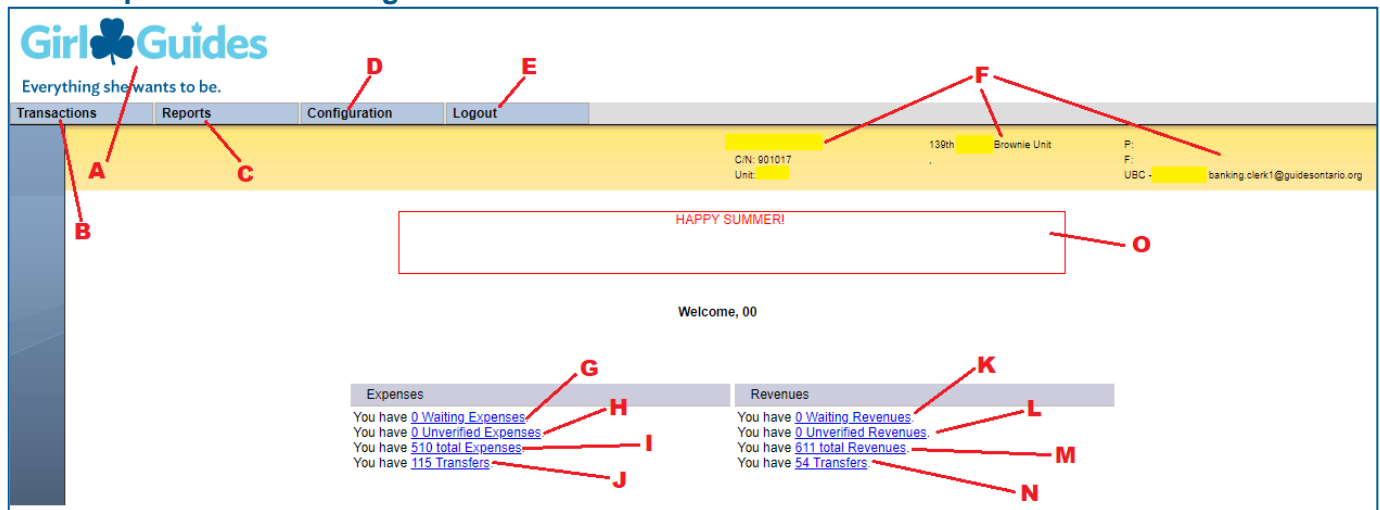 Girl Guides
Everything she wants to be.
D
E
F
Transactions
Reports
Configuration
Logout
139th Brownie Unit
P:
C/N: 901017
.
F:
Unit:
UBC - banking.clerk1@guidesontario.org
A
C
B
HAPPY SUMMER!
O
Welcome, 00
G
K
Expenses
Revenues
You have 0 Waiting Expenses.
H
You have 0 Waiting Revenues.
L
You have 0 Unverified Expenses.
You have 0 Unverified Revenues.
You have 510 total Expenses.
I
You have 611 total Revenues.
M
You have 115 Transfers.
J
You have 54 Transfers.
N